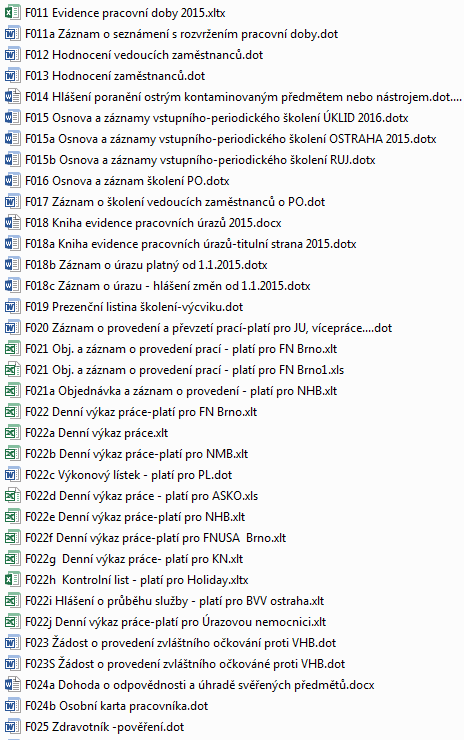 F011 Evidence pracovní doby 2015.xltx
F011a Záznam o seznámení s rozvržením pracovní doby.dot
F012 Hodnocení vedoucích zaměstnanců.dot
F013 Hodnocení zaměstnanců.dot
F014 Hlášení poranění ostrým kontaminovaným předmětem nebo nástrojem.dot....
F015 Osnova a záznamy vstupního-periodického školení ÚKLID 2016.dotx
F015a Osnova a záznamy vstupního-periodického školení OSTRAHA 2015.dotx
F015b Osnova a záznamy vstupního-periodického školení RUJ.dotx
F016 Osnova a záznam školení PO.dotx
F017 Záznam o školení vedoucích zaměstnanců o PO.dot
F018 Kniha evidence pracovních úrazů 2015.docx
F018a Kniha evidence pracovních úrazů-titulní strana 2015.dotx
F018b Záznam o úrazu platný od 1.1.2015.dotx
F018c Záznam o úrazu - hlášení změn od 1.1.2015.dotx
F019 Prezenční listina školení-výcviku.dot
F020 Záznam o provedení a převzetí prací-platí pro JU, vícepráce....dot
F021 Obj. a záznam o provedení prací - platí pro FN Brno.xlt
F021 Obj. a záznam o provedení prací - platí pro FN Brno1.xls
F021a Objednávka a záznam o provedení - platí pro NHB.xlt
F022 Denní výkaz práce-platí pro FN Brno.xlt
F022a Denní výkaz práce.xlt
F022b Denní výkaz práce-platí pro NMB.xlt
F022c Výkonový lístek - platí pro PL.dot
F022d Denní výkaz práce - platí pro ASKO.xls
F022e Denní výkaz práce-platí pro NHB.xlt
F022f Denní výkaz práce-platí pro FNUSA  Brno.xlt
F022g  Denní výkaz práce- platí pro KN.xlt
F022h  Kontrolní list - platí pro Holiday.xltx
F022i Hlášení o průběhu služby - platí pro BVV ostraha.xlt
F022j Denní výkaz práce-platí pro Úrazovou nemocnici.xlt
F023 Žádost o provedení zvláštního očkování proti VHB.dot
F023S Žádost o provedení zvláštního očkováné proti VHB.dot
F024a Dohoda o odpovědnosti a úhradě svěřených předmětů.docx
F024b Osobní karta pracovníka.dot
F025 Zdravotník -pověření.dot